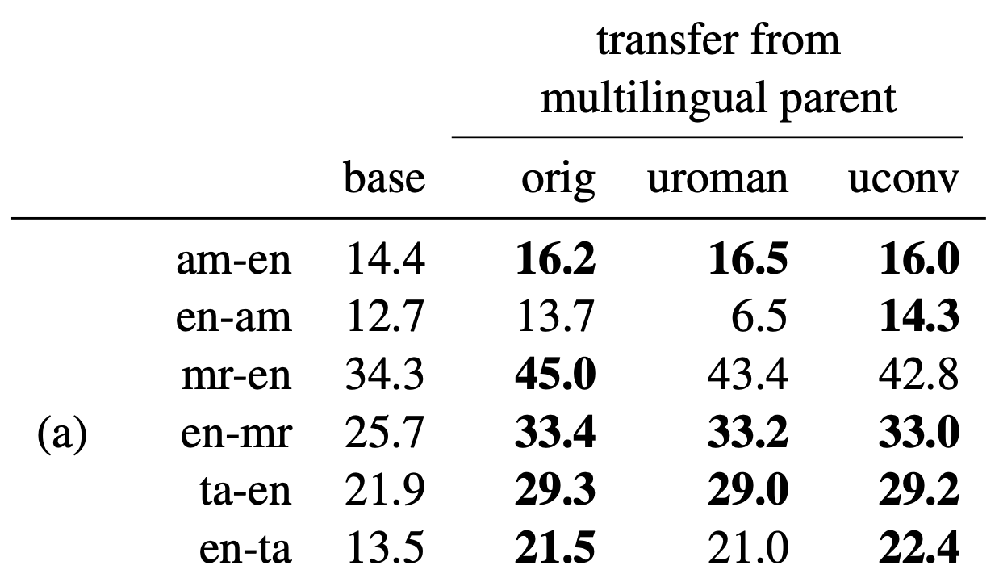 transfer from
multilingual parent
base orig uroman uconv
am-en 14.4 16.2 16.5 16.0
en-am 12.7 13.7 6.5 14.3
mr-en 34.3 45.0 43.4 42.8
(a) en-mr 25.7 33.4 33.2 33.0
ta-en 21.9 29.3 29.0 29.2
en-ta 13.5 21.5 21.0 22.4